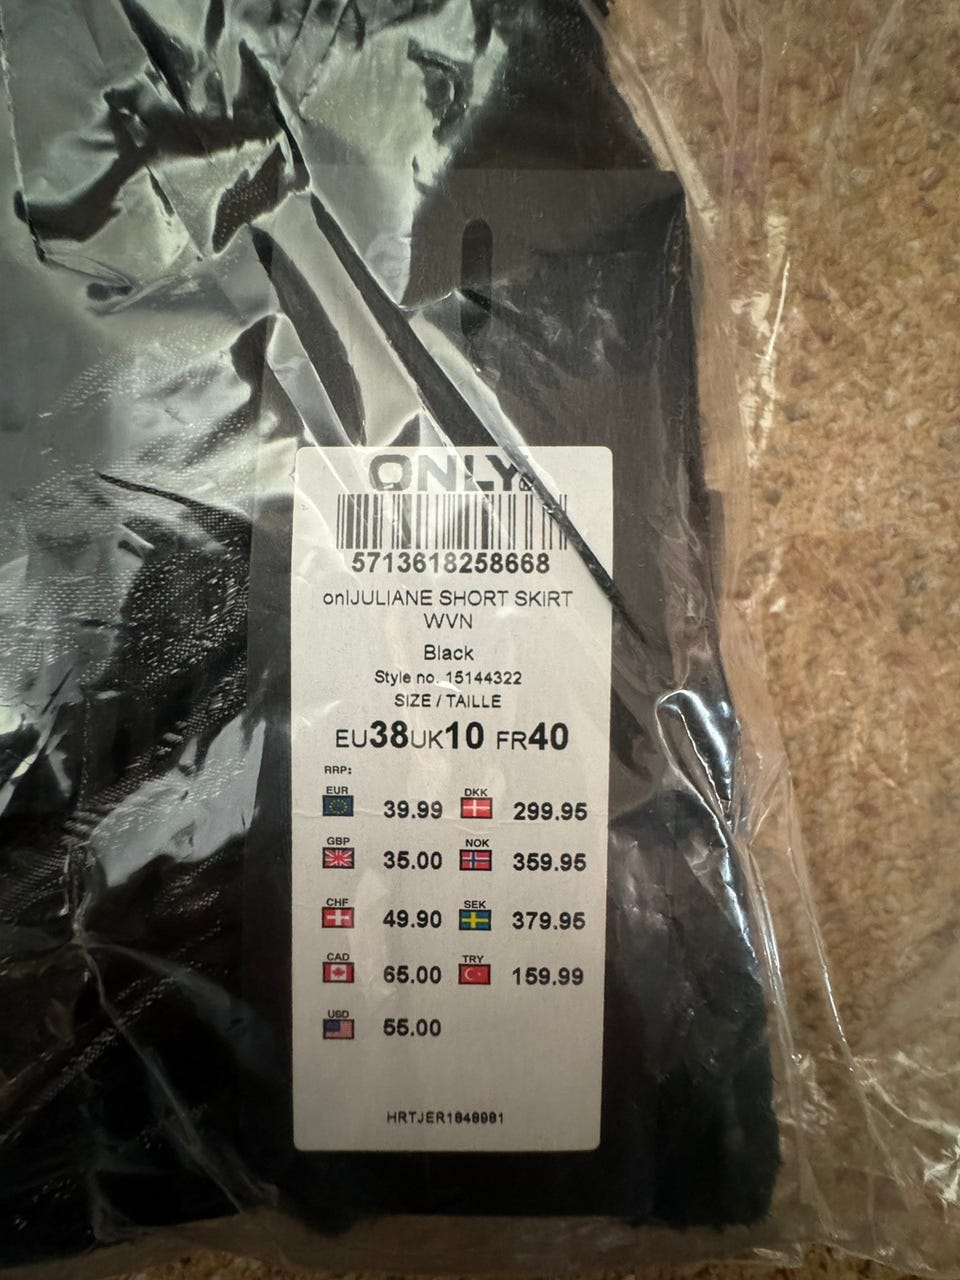 ONLY
5713618258668
onlJULIANE SHORT SKIRT
WVN
Black
Style no. 15144322
SIZE / TAILLE
EU38UK10 FR40
RRP:
EUR 39.99 DKK 299.95
GBP 35.00 NOK 359.95
CHF 49.90 SEK 379.95
CAD 65.00 TRY 159.99
USD 55.00
HRTJER1848981